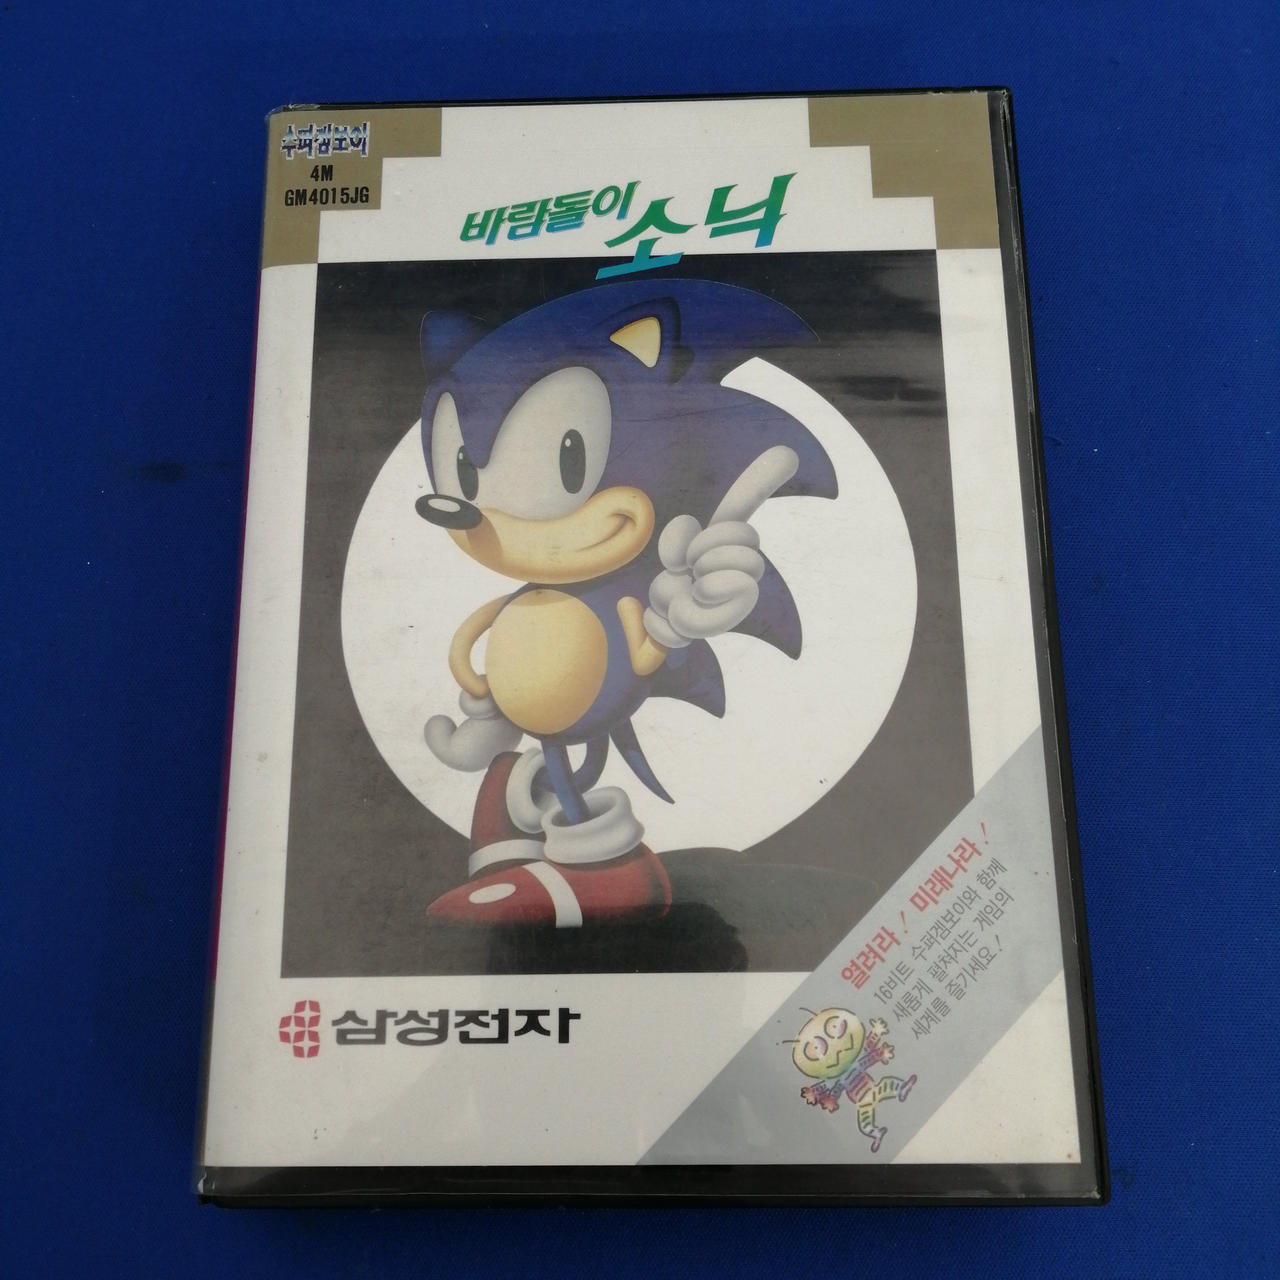 수퍼겜보이
4M
GM4015JG
바람돌이
소닉
열려라! 미래나라!
16비트 수퍼겜보이와 함께
새롭게 펼쳐지는 게임의
세계를 즐기세요!
삼성전자